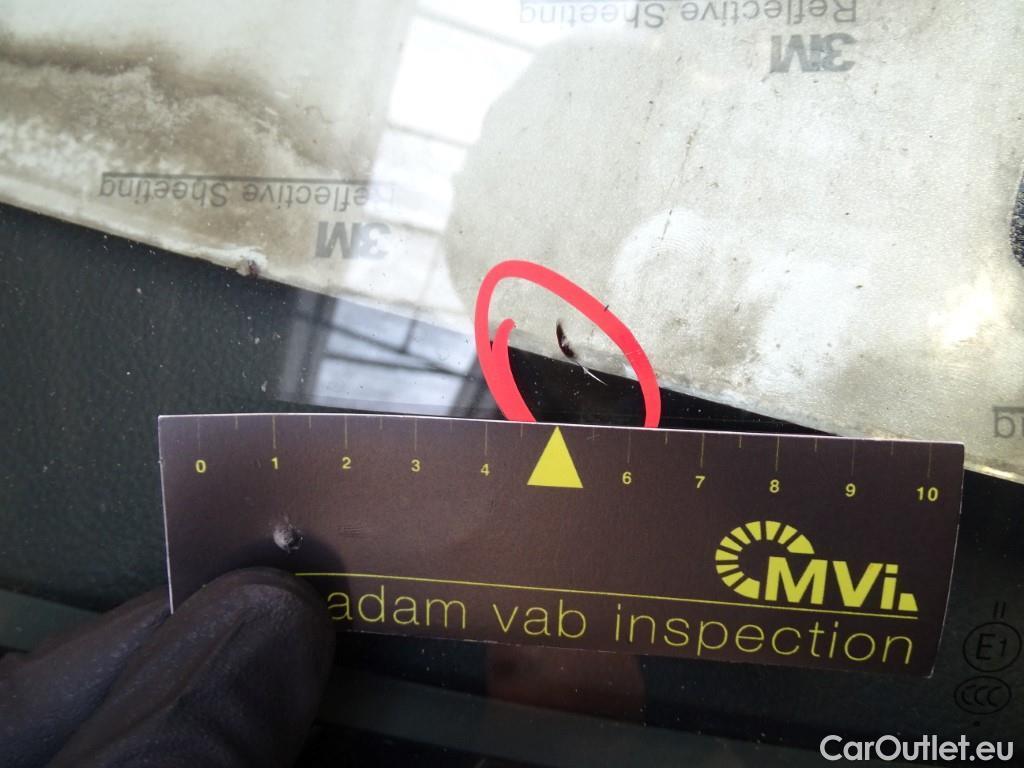 Reflective Sheeting
3M
Reflective Sheeting
3M
0 1 2 3 4 6 7 8 9 10
MVi
adam vab inspection
II
E1
CCC
CarOutlet.eu